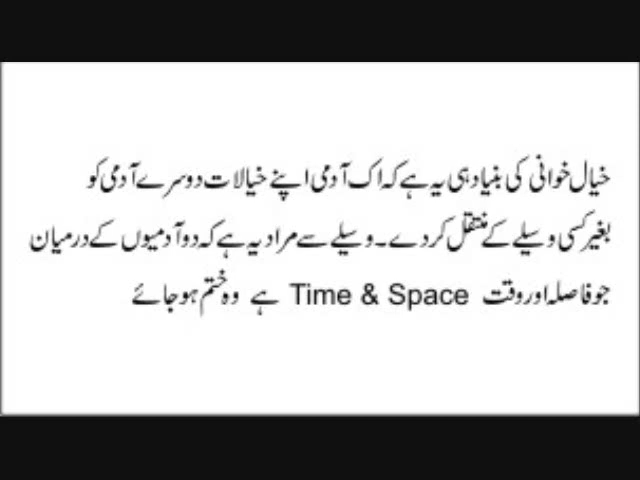 خیال خوانی کی بنیاد ہی یہ ہے کہ اک آدمی اپنے خیالات دوسرے آدمی کو
بغیر کسی وسیلے کے منتقل کر دے۔ وسیلے سے مراد یہ ہے کہ دو آدمیوں کے درمیان
جو فاصلہ اور وقت Time & Space ہے وہ ختم ہو جائے